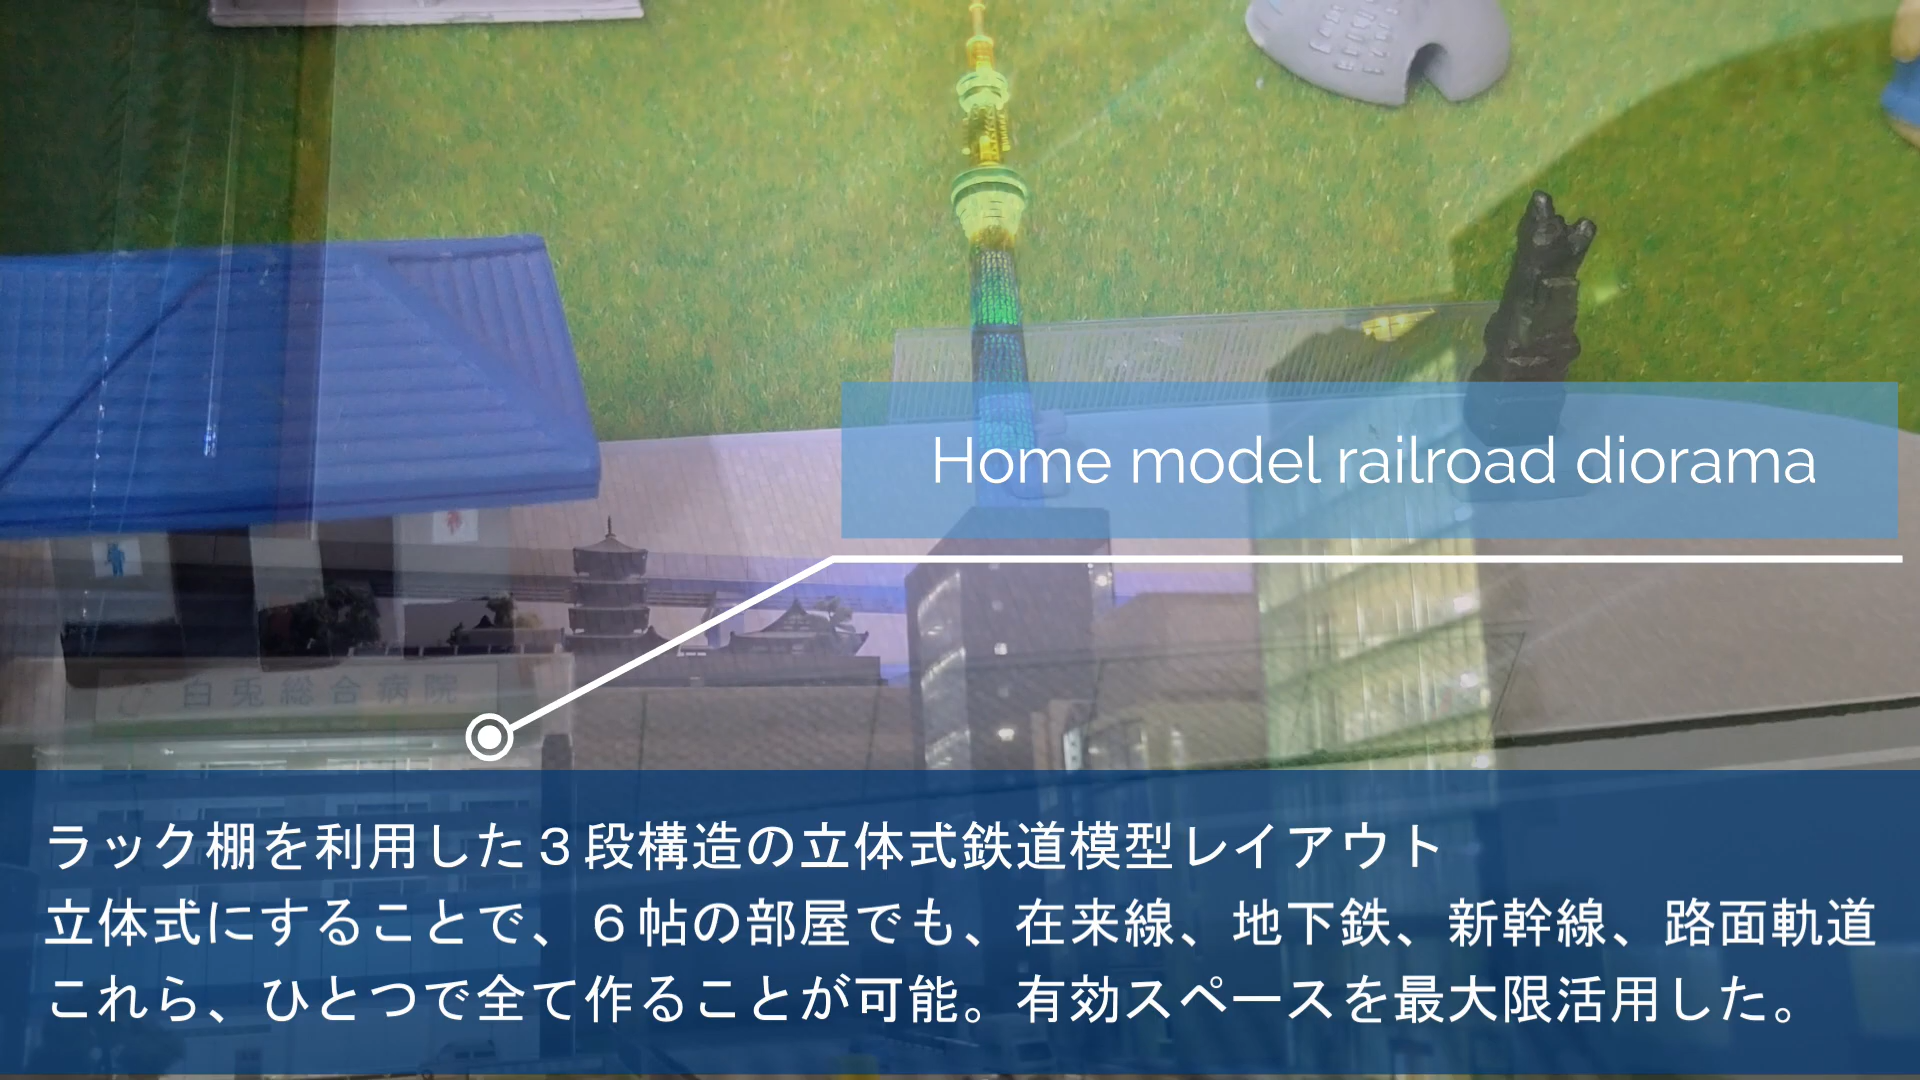 Home model railroad diorama
白兎総合病院
ラック棚を利用した３段構造の立体式鉄道模型レイアウト
立体式にすることで、６帖の部屋でも、在来線、地下鉄、新幹線、路面軌道
これら、ひとつで全て作ることが可能。有効スペースを最大限活用した。